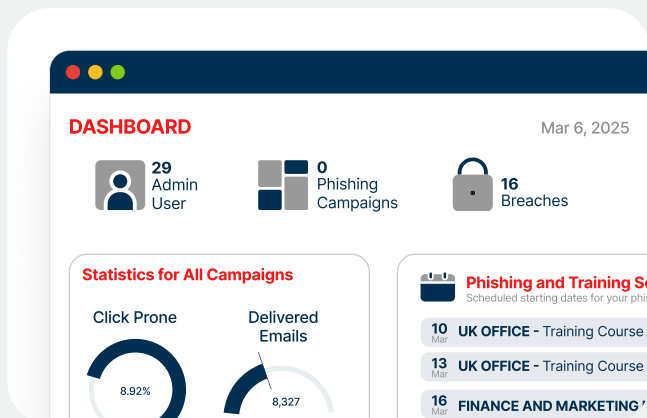 DASHBOARD
Mar 6, 2025
29
Admin
User
0
Phishing
Campaigns
16
Breaches
Statistics for All Campaigns
Click Prone
Delivered
Emails
8.92%
8,327
Phishing and Training
Scheduled starting dates for your
10
Mar
UK OFFICE - Training Course
13
Mar
UK OFFICE - Training Course
16
Mar
FINANCE AND MARKETING